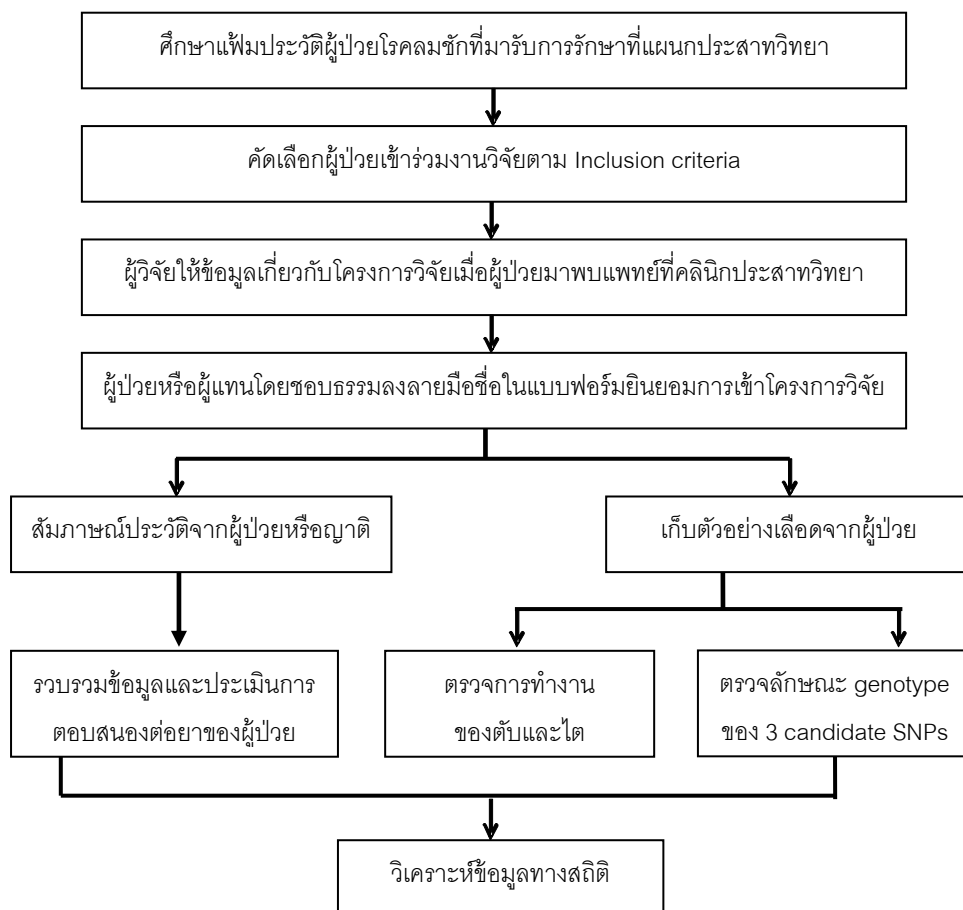 ศึกษาแฟ้มประวัติผู้ป่วยโรคลมชักที่มารับการรักษาที่แผนกประสาทวิทยา
คัดเลือกผู้ป่วยเข้าร่วมงานวิจัยตาม Inclusion criteria
ผู้วิจัยให้ข้อมูลเกี่ยวกับโครงการวิจัยเมื่อผู้ป่วยมาพบแพทย์ที่คลินิกประสาทวิทยา
ผู้ป่วยหรือผู้แทนโดยชอบธรรมลงลายมือชื่อในแบบฟอร์มยินยอมการเข้าโครงการวิจัย
สัมภาษณ์ประวัติจากผู้ป่วยหรือญาติ
เก็บตัวอย่างเลือดจากผู้ป่วย
รวบรวมข้อมูลและประเมินการ
ตอบสนองต่อยาของผู้ป่วย
ตรวจการทำงาน
ของตับและไต
ตรวจลักษณะ genotype
ของ 3 candidate SNPs
วิเคราะห์ข้อมูลทางสถิติ